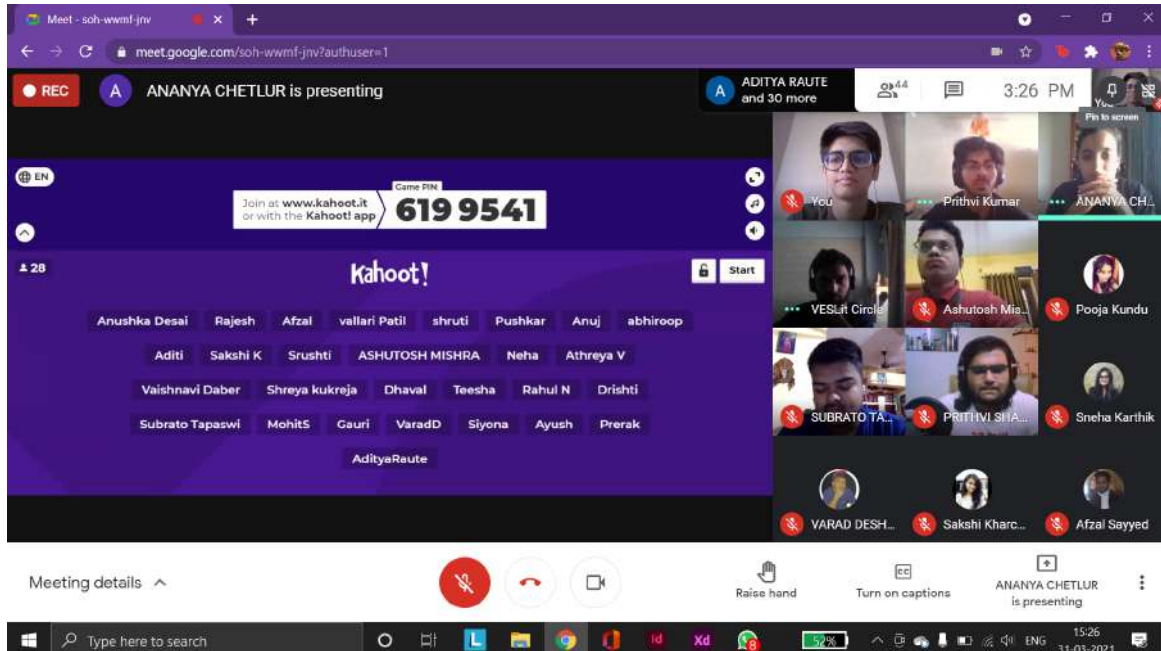 Meet - soh-wwmf-jnv
meet.google.com/soh-wwmf-jnv?authuser=1
REC A ANANYA CHETLUR is presenting
A ADITYA RAUTE
and 30 more
44
3:26 PM
You
Pin to screen
EN
Join at www.kahoot.it
or with the Kahoot! app
Game PIN
619 9541
28
Kahoot!
Start
Anushka Desai Rajesh Afzal vallari Patil shruti Pushkar Anuj abhiroop
Aditi Sakshi K Srushti ASHUTOSH MISHRA Neha Athreya V
Vaishnavi Daber Shreya kukreja Dhaval Teesha Rahul N Drishti
Subrato Tapaswi MohitS Gauri VaradD Siyona Ayush Prerak
AdityaRaute
You Prithvi Kumar ANANYA CH...
VESLit Circle Ashutosh Mis... Pooja Kundu
SUBRATO TA... PRITHVI SHA... Sneha Karthik
VARAD DESH... Sakshi Kharc... Afzal Sayyed
Meeting details
Raise hand
CC
Turn on captions
ANANYA CHETLUR
is presenting
Type here to search
L
Id
Xd
8
52%
ENG
15:26
31-03-2021